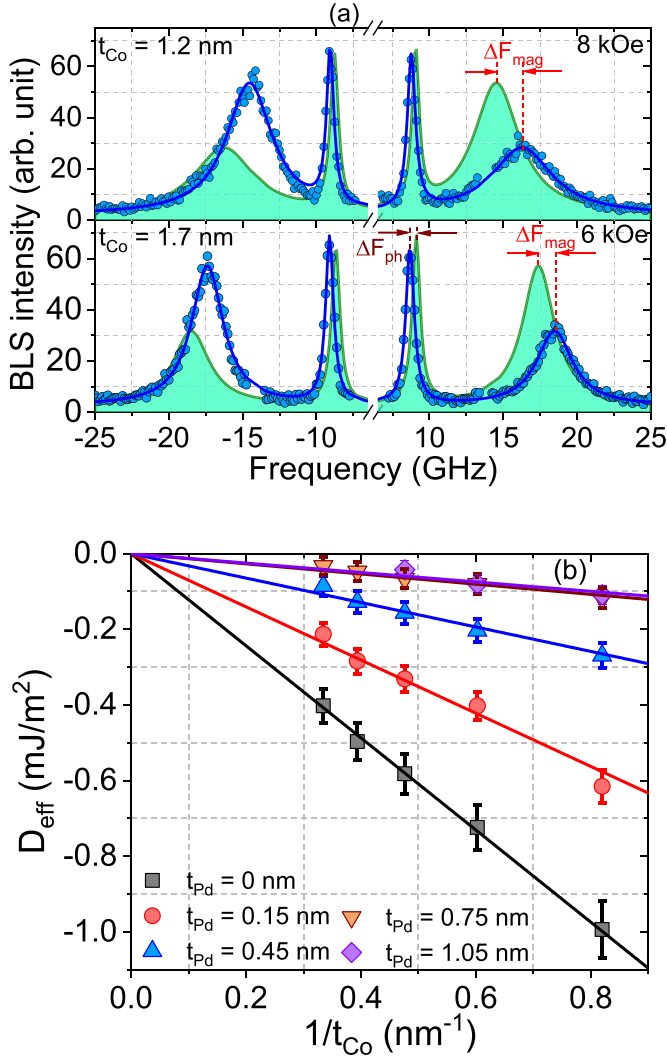 (a)
t_Co = 1.2 nm
8 kOe
ΔF_mag
60
40
20
0
BLS intensity (arb. unit)
t_Co = 1.7 nm
6 kOe
ΔF_ph
ΔF_mag
60
40
20
0
-25 -20 -15 -10 10 15 20 25
Frequency (GHz)
(b)
0.0
-0.2
-0.4
-0.6
-0.8
-1.0
D_eff (mJ/m²)
t_Pd = 0 nm
t_Pd = 0.15 nm
t_Pd = 0.75 nm
t_Pd = 0.45 nm
t_Pd = 1.05 nm
0.0 0.2 0.4 0.6 0.8
1/t_Co (nm⁻¹)